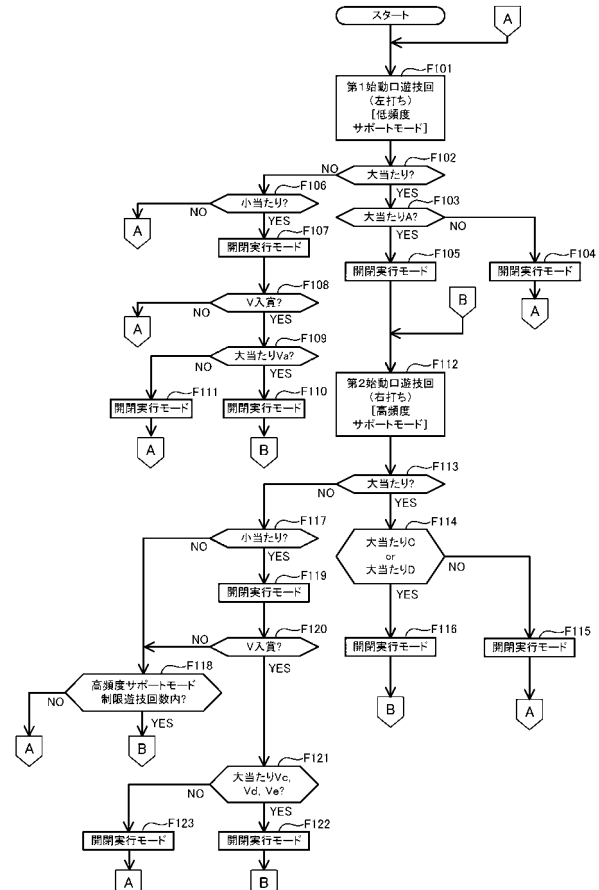 スタート
A
F101
第1始動口遊技回
(左打ち)
[低頻度
サポートモード]
F102
大当たり?
NO
YES
F106
小当たり?
NO
YES
A
F103
大当たりA?
NO
YES
F107
開閉実行モード
F105
開閉実行モード
F104
開閉実行モード
A
F108
V入賞?
NO
YES
A
B
F109
大当たりVa?
NO
YES
F111
開閉実行モード
F110
開閉実行モード
A
B
F112
第2始動口遊技回
(右打ち)
[高頻度
サポートモード]
F113
大当たり?
NO
YES
F117
小当たり?
NO
YES
F114
大当たりC
or
大当たりD
NO
YES
F119
開閉実行モード
F120
V入賞?
NO
YES
F116
開閉実行モード
F115
開閉実行モード
B
A
F118
高頻度サポートモード
制限遊技回数内?
NO
YES
A
B
F121
大当たりVc,
Vd, Ve?
NO
YES
F123
開閉実行モード
F122
開閉実行モード
A
B